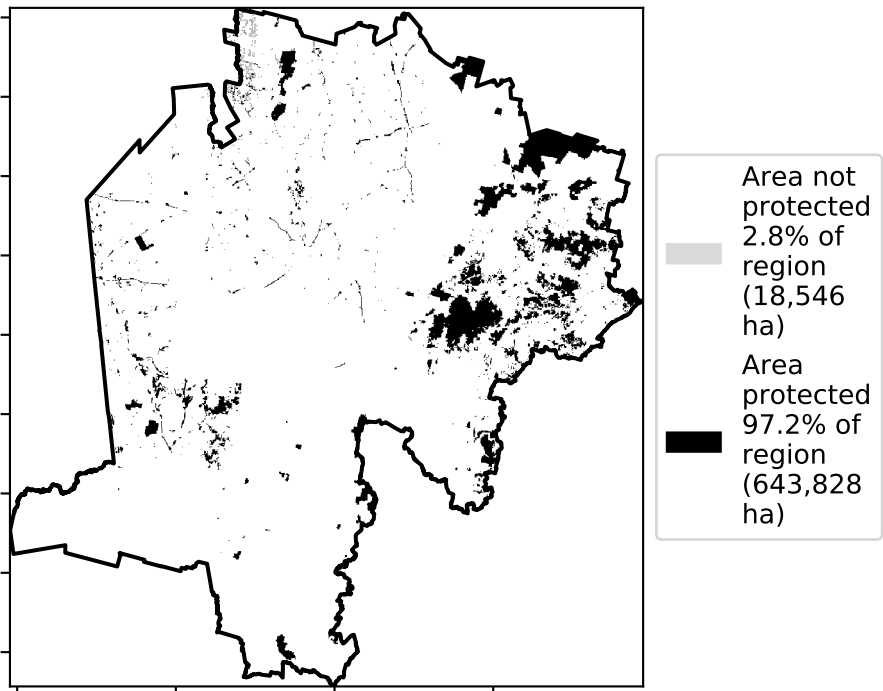 Area not
protected
2.8% of
region
(18,546
ha)
Area
protected
97.2% of
region
(643,828
ha)